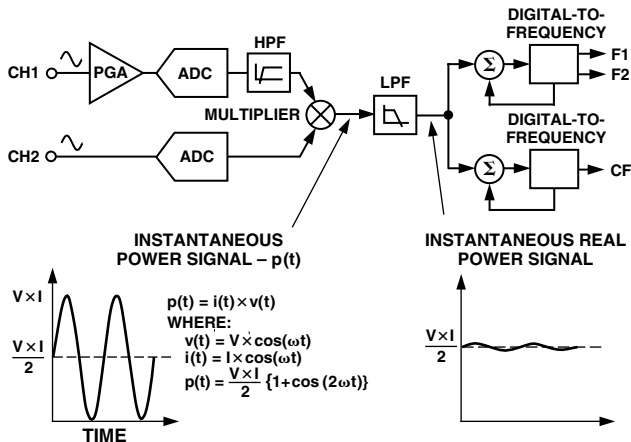 DIGITAL-TO-
FREQUENCY
HPF
F1
F2
CH1
PGA
ADC
Σ
LPF
MULTIPLIER
DIGITAL-TO-
FREQUENCY
CH2
ADC
Σ
CF
INSTANTANEOUS
POWER SIGNAL – p(t)
INSTANTANEOUS REAL
POWER SIGNAL
V × I
V × I
2
p(t) = i(t) × v(t)
WHERE:
v(t) = V × cos(ωt)
i(t) = I × cos(ωt)
p(t) = V × I / 2 {1+cos (2ωt)}
TIME
V × I
2